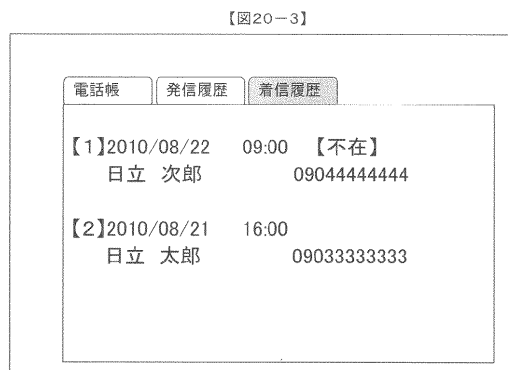 【図20-3】
電話帳 発信履歴 着信履歴
【1】2010/08/22 09:00 【不在】
日立 次郎 09044444444
【2】2010/08/21 16:00
日立 太郎 09033333333